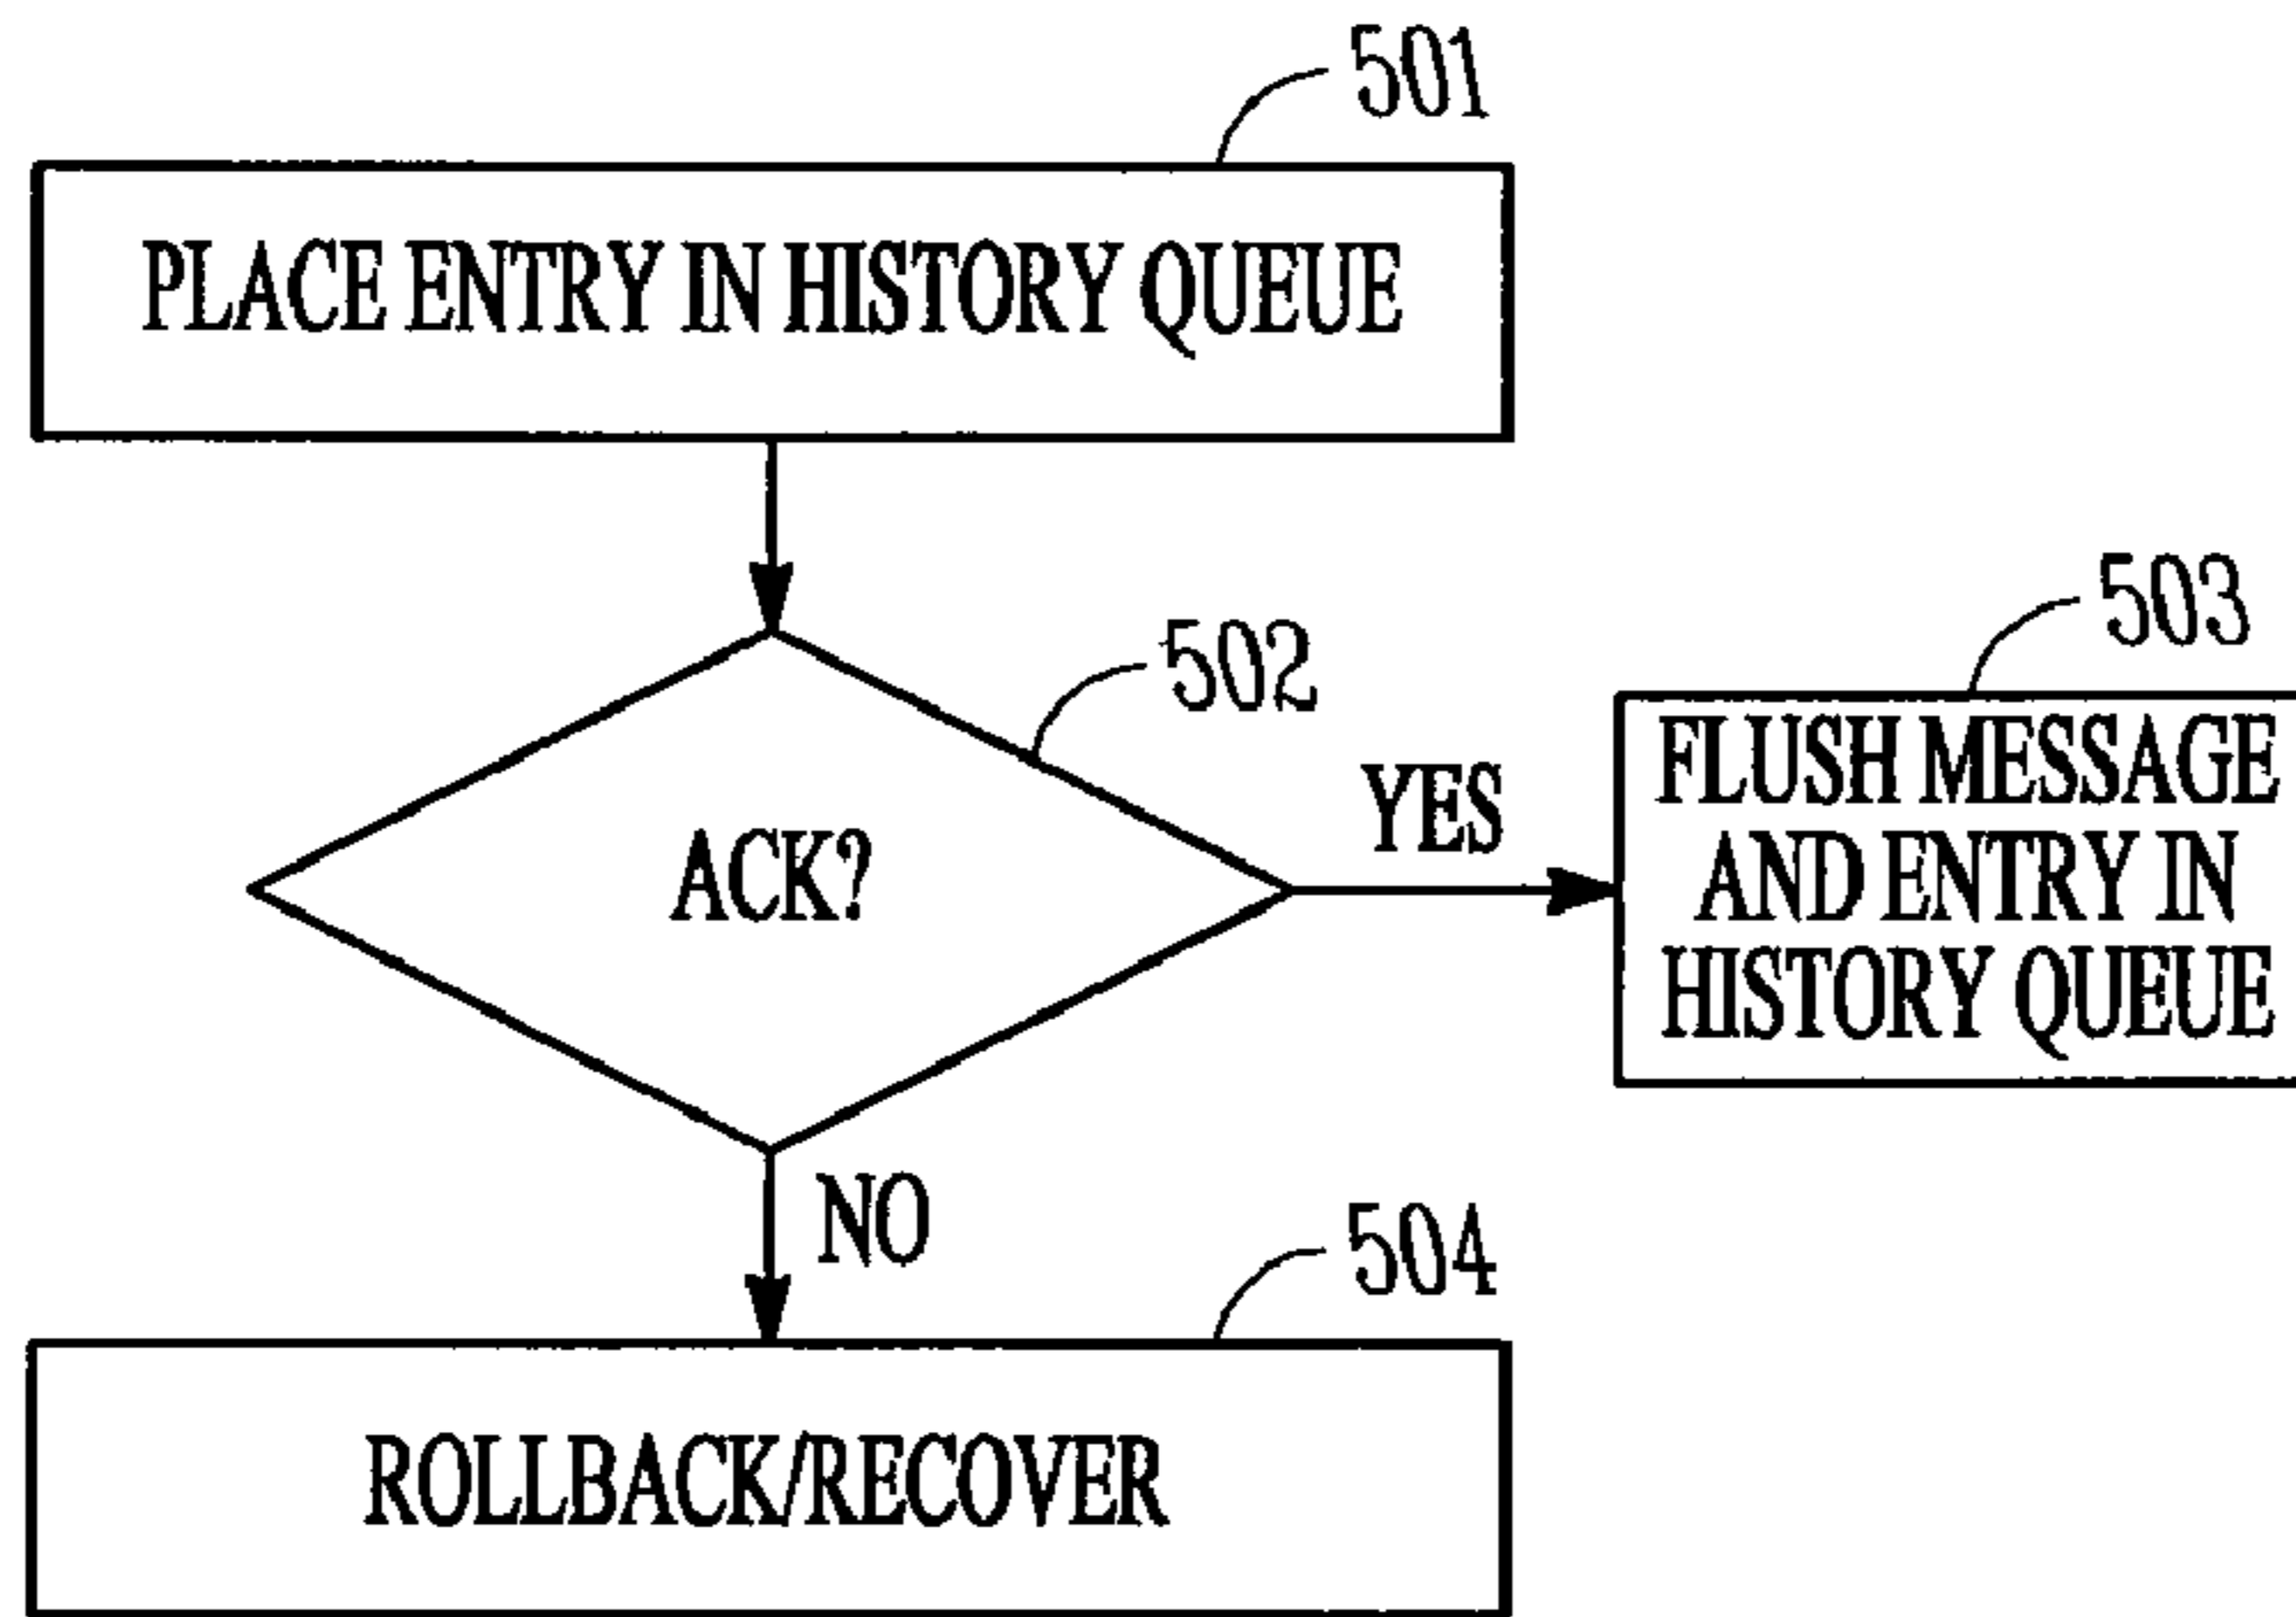 501
PLACE ENTRY IN HISTORY QUEUE
502
ACK?
YES
503
FLUSH MESSAGE
AND ENTRY IN
HISTORY QUEUE
NO
504
ROLLBACK/RECOVER